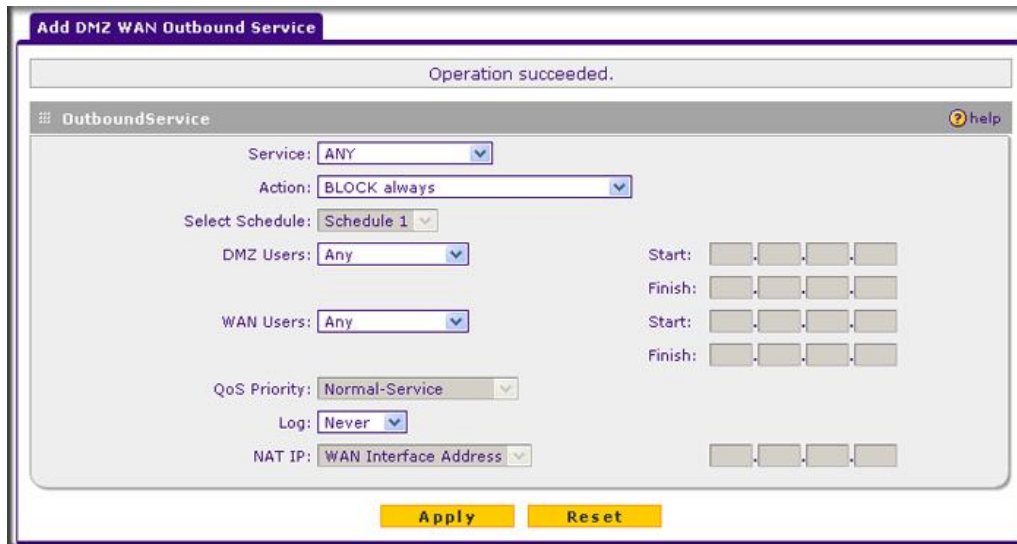 Add DMZ WAN Outbound Service
Operation succeeded.
OutboundService
help
Service: ANY
Action: BLOCK always
Select Schedule: Schedule 1
DMZ Users: Any Start: . . .
Finish: . . .
WAN Users: Any Start: . . .
Finish: . . .
QoS Priority: Normal-Service
Log: Never
NAT IP: WAN Interface Address . . .
Apply Reset